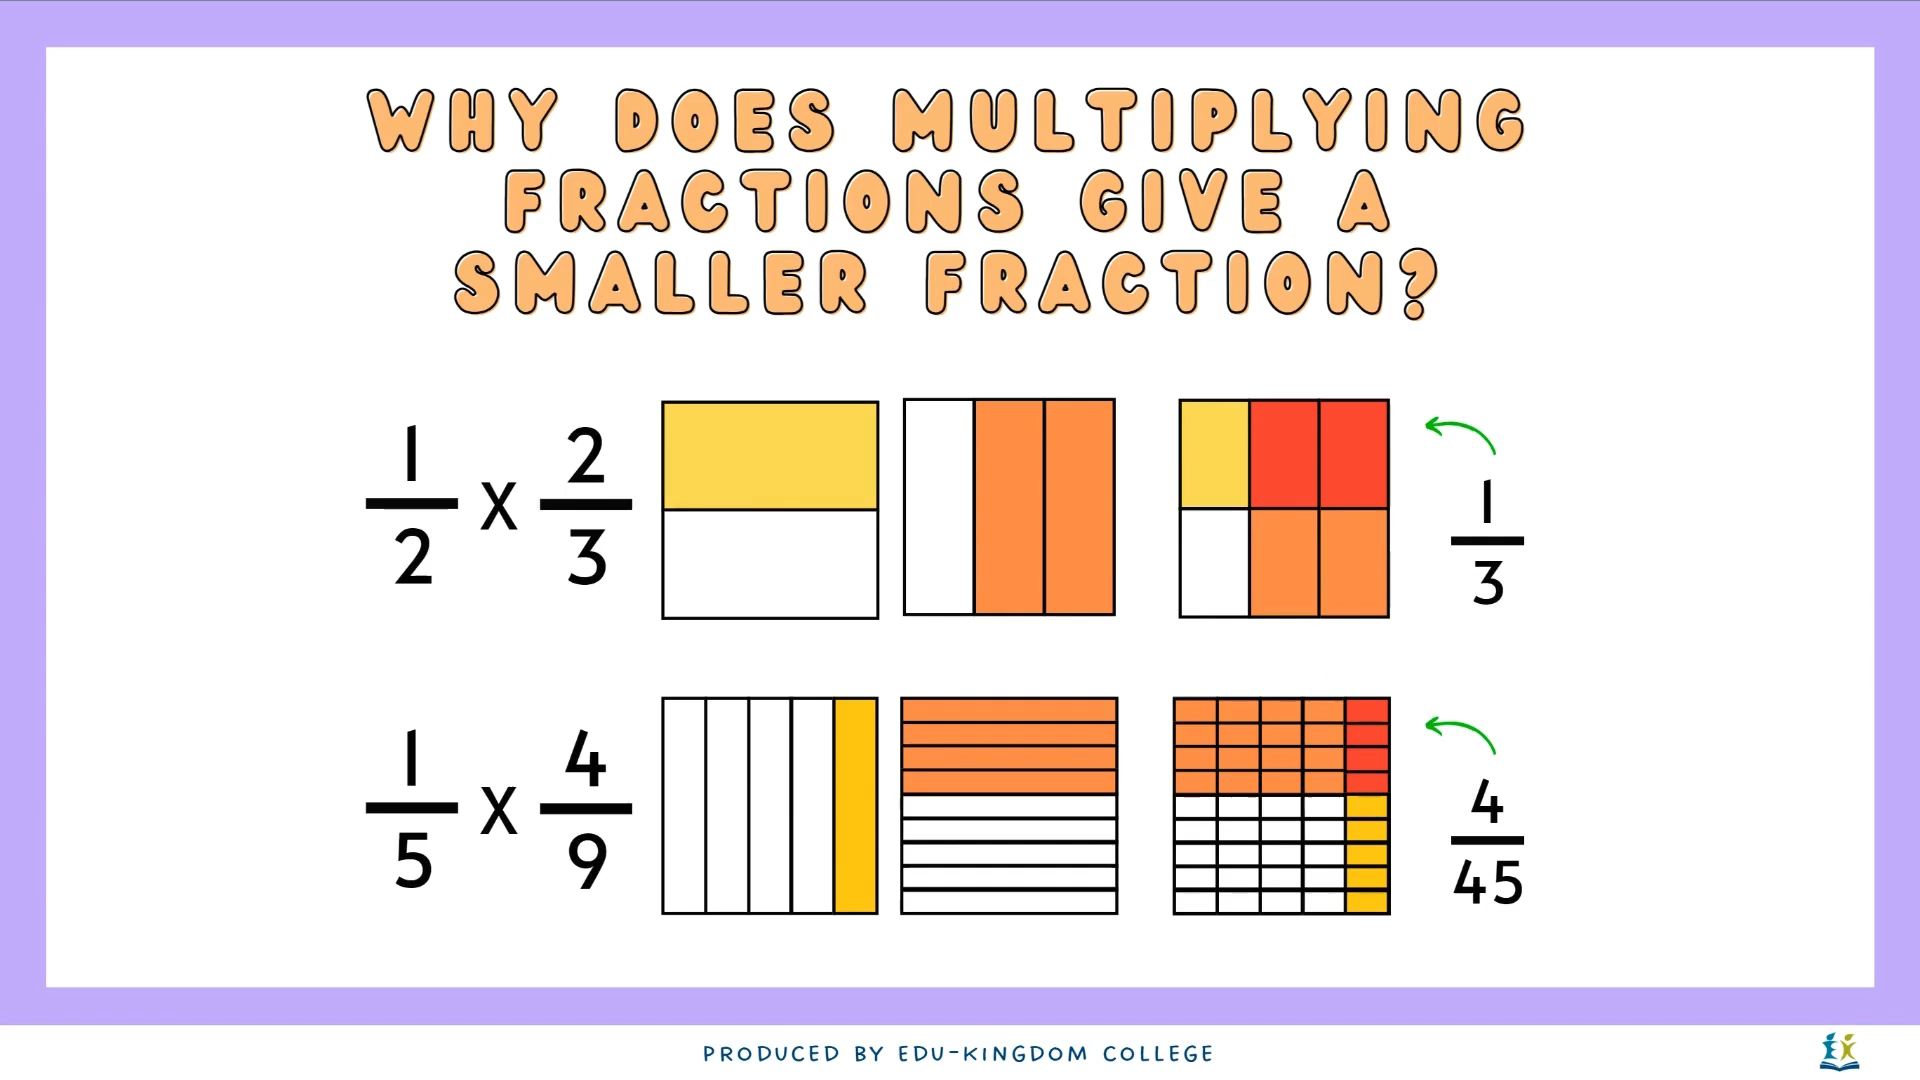 WHY DOES MULTIPLYING
FRACTIONS GIVE A
SMALLER FRACTION?
1/2 X 2/3
1/3
1/5 X 4/9
4/45
PRODUCED BY EDU-KINGDOM COLLEGE